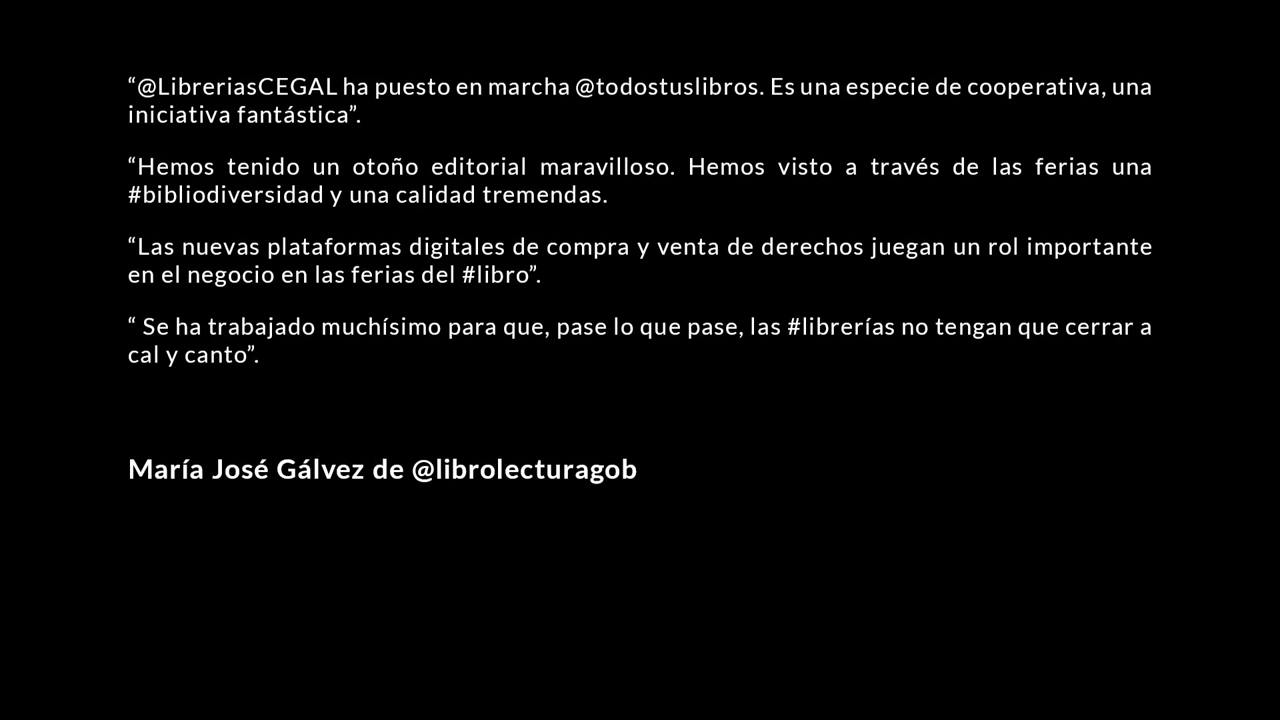 “@LibreriasCEGAL ha puesto en marcha @todostuslibros. Es una especie de cooperativa, una
iniciativa fantástica”.
“Hemos tenido un otoño editorial maravilloso. Hemos visto a través de las ferias una
#bibliodiversidad y una calidad tremendas.
“Las nuevas plataformas digitales de compra y venta de derechos juegan un rol importante
en el negocio en las ferias del #libro”.
“ Se ha trabajado muchísimo para que, pase lo que pase, las #librerías no tengan que cerrar a
cal y canto”.
María José Gálvez de @librolecturagob